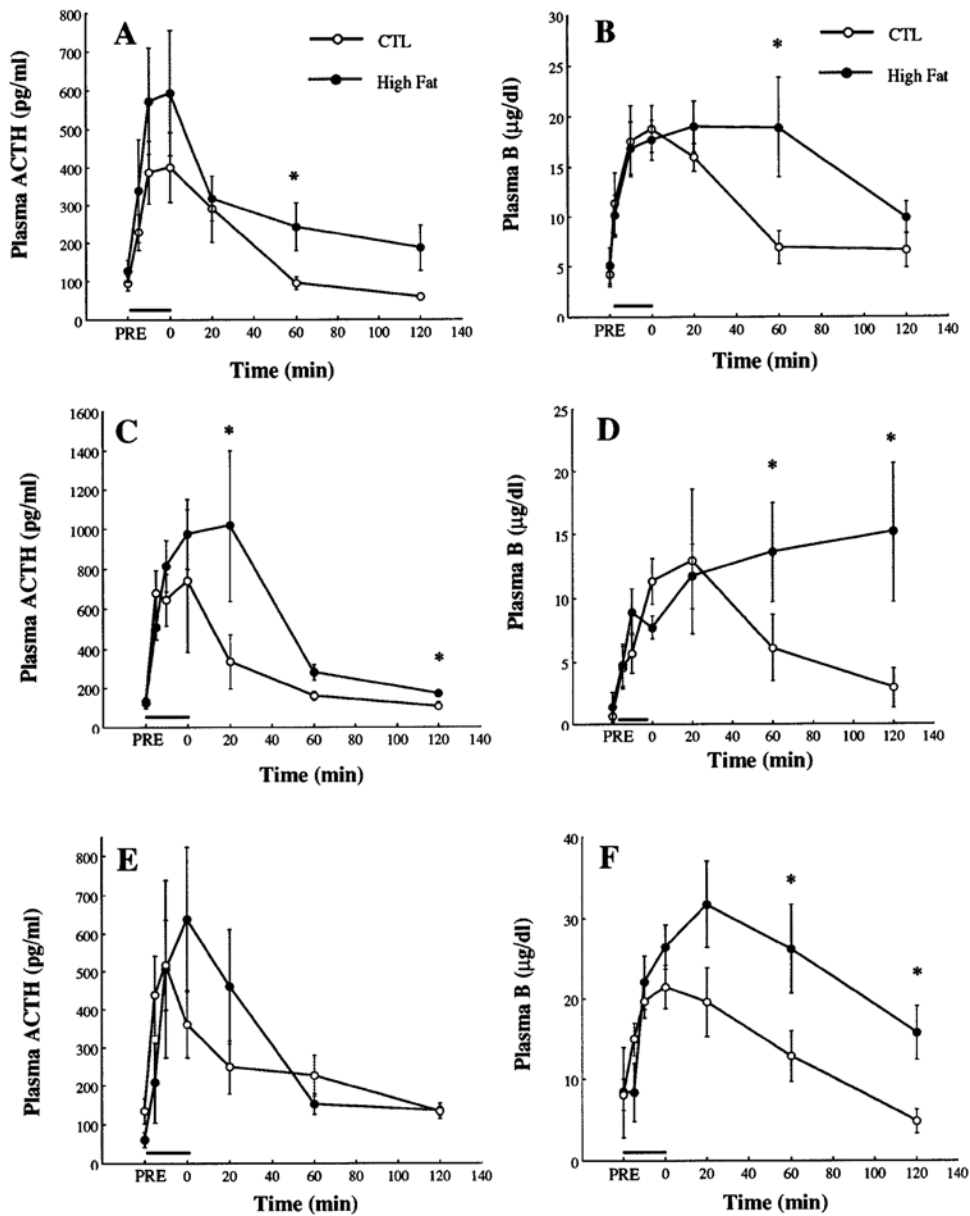 A
CTL
High Fat
Plasma ACTH (pg/ml)
800
700
600
500
400
300
200
100
0
*
PRE 0 20 40 60 80 100 120 140
Time (min)
B
CTL
High Fat
Plasma B (µg/dl)
30
25
20
15
10
5
0
*
PRE 0 20 40 60 80 100 120 140
Time (min)
C
Plasma ACTH (pg/ml)
1600
1400
1200
1000
800
600
400
200
0
*
*
PRE 0 20 60 80 100 120 140
Time (min)
D
Plasma B (µg/dl)
25
20
15
10
5
0
*
*
PRE 0 20 60 80 100 120 140
Time (min)
E
Plasma ACTH (pg/ml)
800
700
600
500
400
300
200
100
0
PRE 0 20 60 80 100 120 140
Time (min)
F
Plasma B (µg/dl)
40
30
20
10
0
*
*
PRE 0 20 60 80 100 120 140
Time (min)